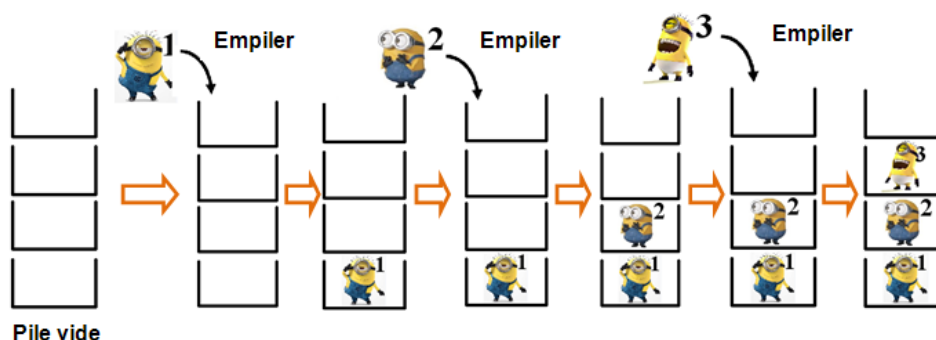 1 Empiler 2 Empiler 3 Empiler
3
2 2 2
1 1 1 1 1
Pile vide